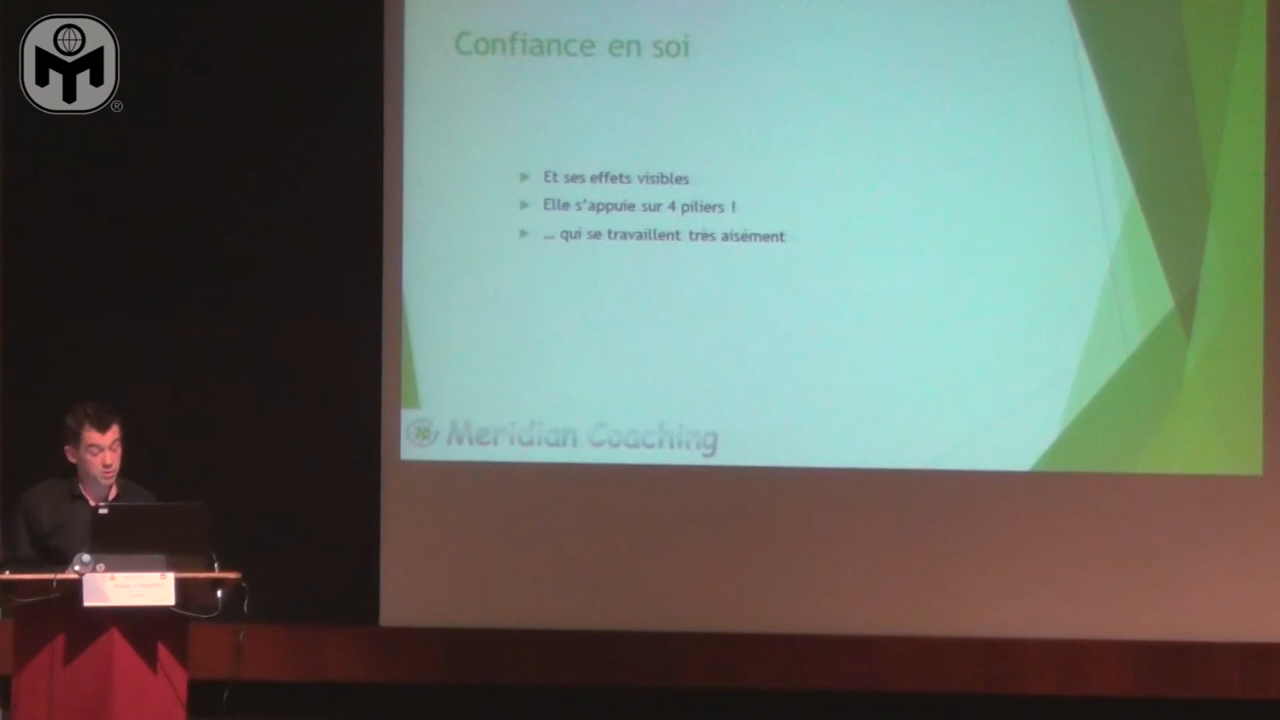 Confiance en soi
Et ses effets visibles
Elle s'appuie sur 4 piliers !
... qui se travaillent très aisément
Meridian Coaching
®